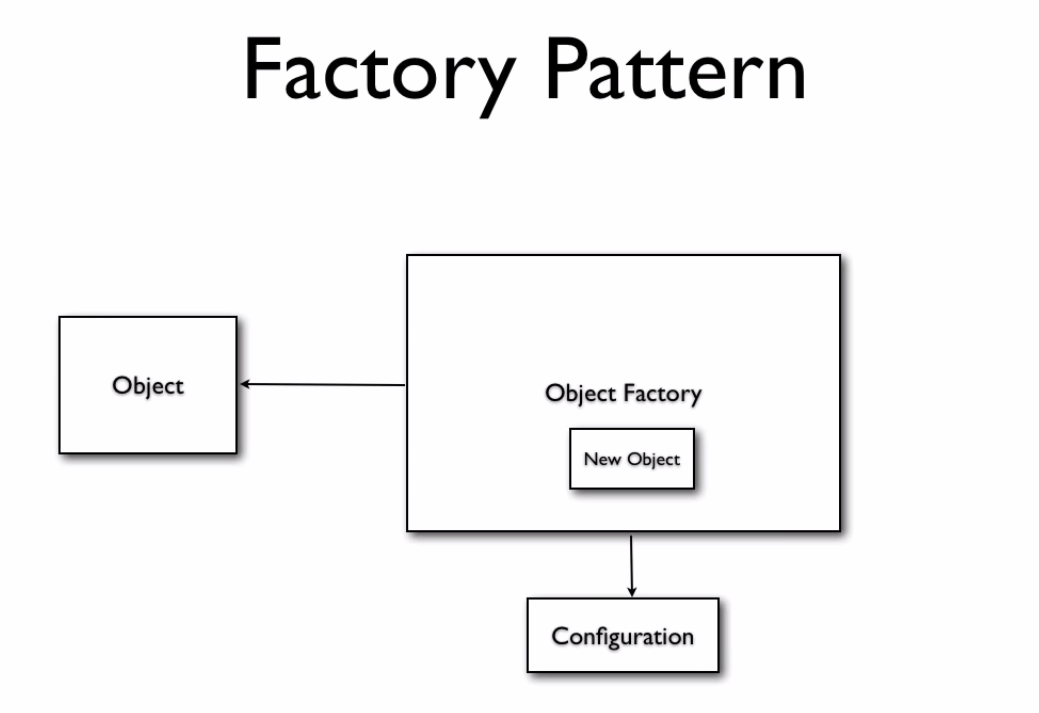 Factory Pattern
Object
Object Factory
New Object
Configuration